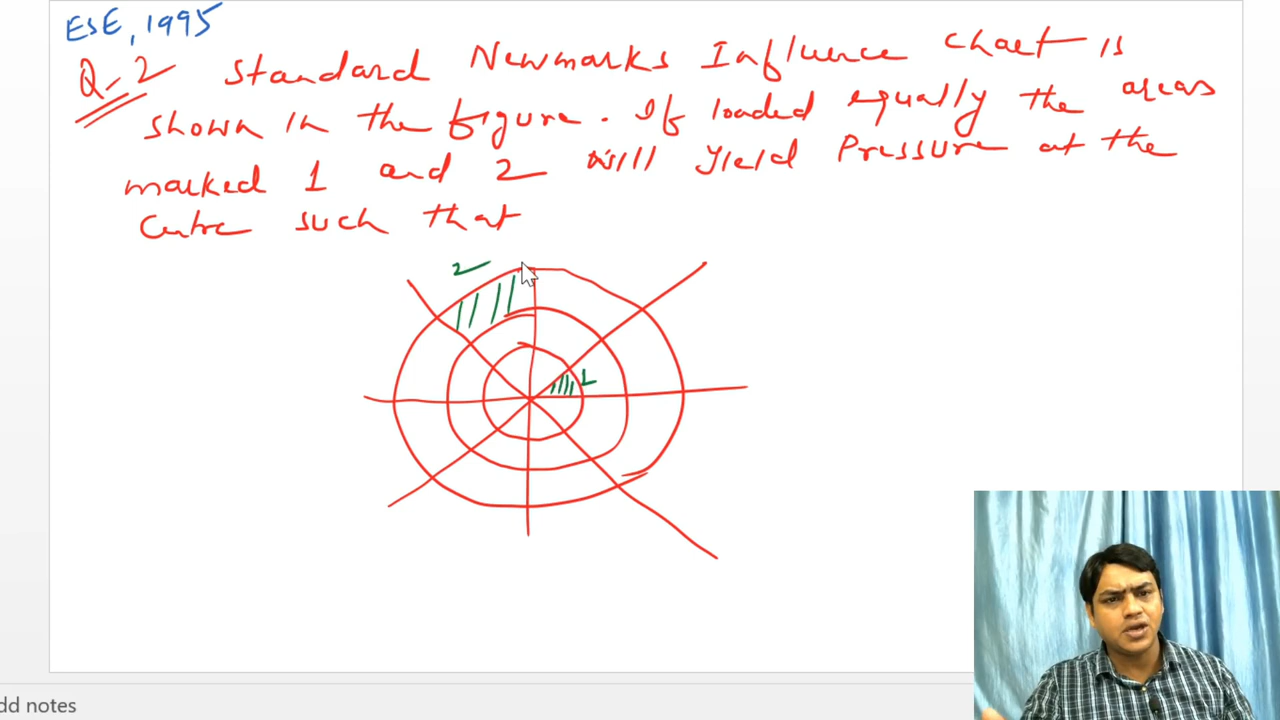 ESE, 1995
Q-2 Standard Newmarks Influence Chart is
shown in the figure. If loaded equally the areas
marked 1 and 2 will yield Pressure at the
Centre such that
2
1
dd notes